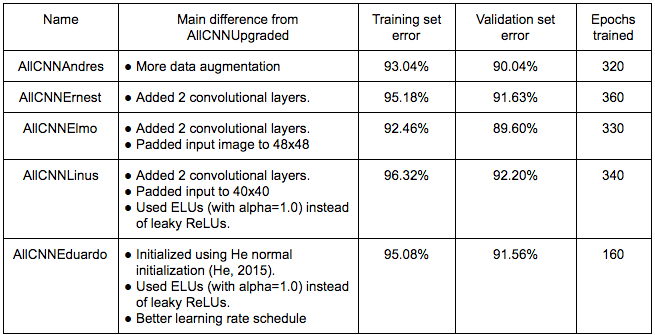 Name
Main difference from
AllCNNUpgraded
Training set
error
Validation set
error
Epochs
trained
AllCNNAndres
● More data augmentation
93.04%
90.04%
320
AllCNNErnest
● Added 2 convolutional layers.
95.18%
91.63%
360
AllCNNElmo
● Added 2 convolutional layers.
● Padded input image to 48x48
92.46%
89.60%
330
AllCNNLinus
● Added 2 convolutional layers.
● Padded input to 40x40
● Used ELUs (with alpha=1.0) instead
of leaky ReLUs.
96.32%
92.20%
340
AllCNNEduardo
● Initialized using He normal
initialization (He, 2015).
● Used ELUs (with alpha=1.0) instead
of leaky ReLUs.
● Better learning rate schedule
95.08%
91.56%
160